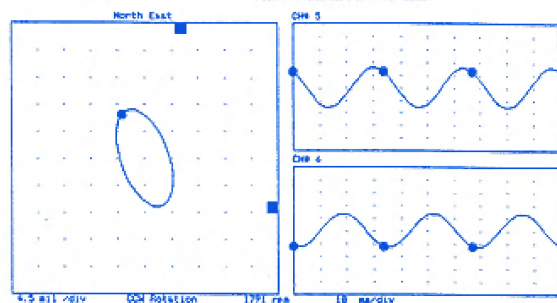 North East
CH# 5
CH# 6
4.5 mil /div
CCW Rotation
1791 rpm
10 ms/div